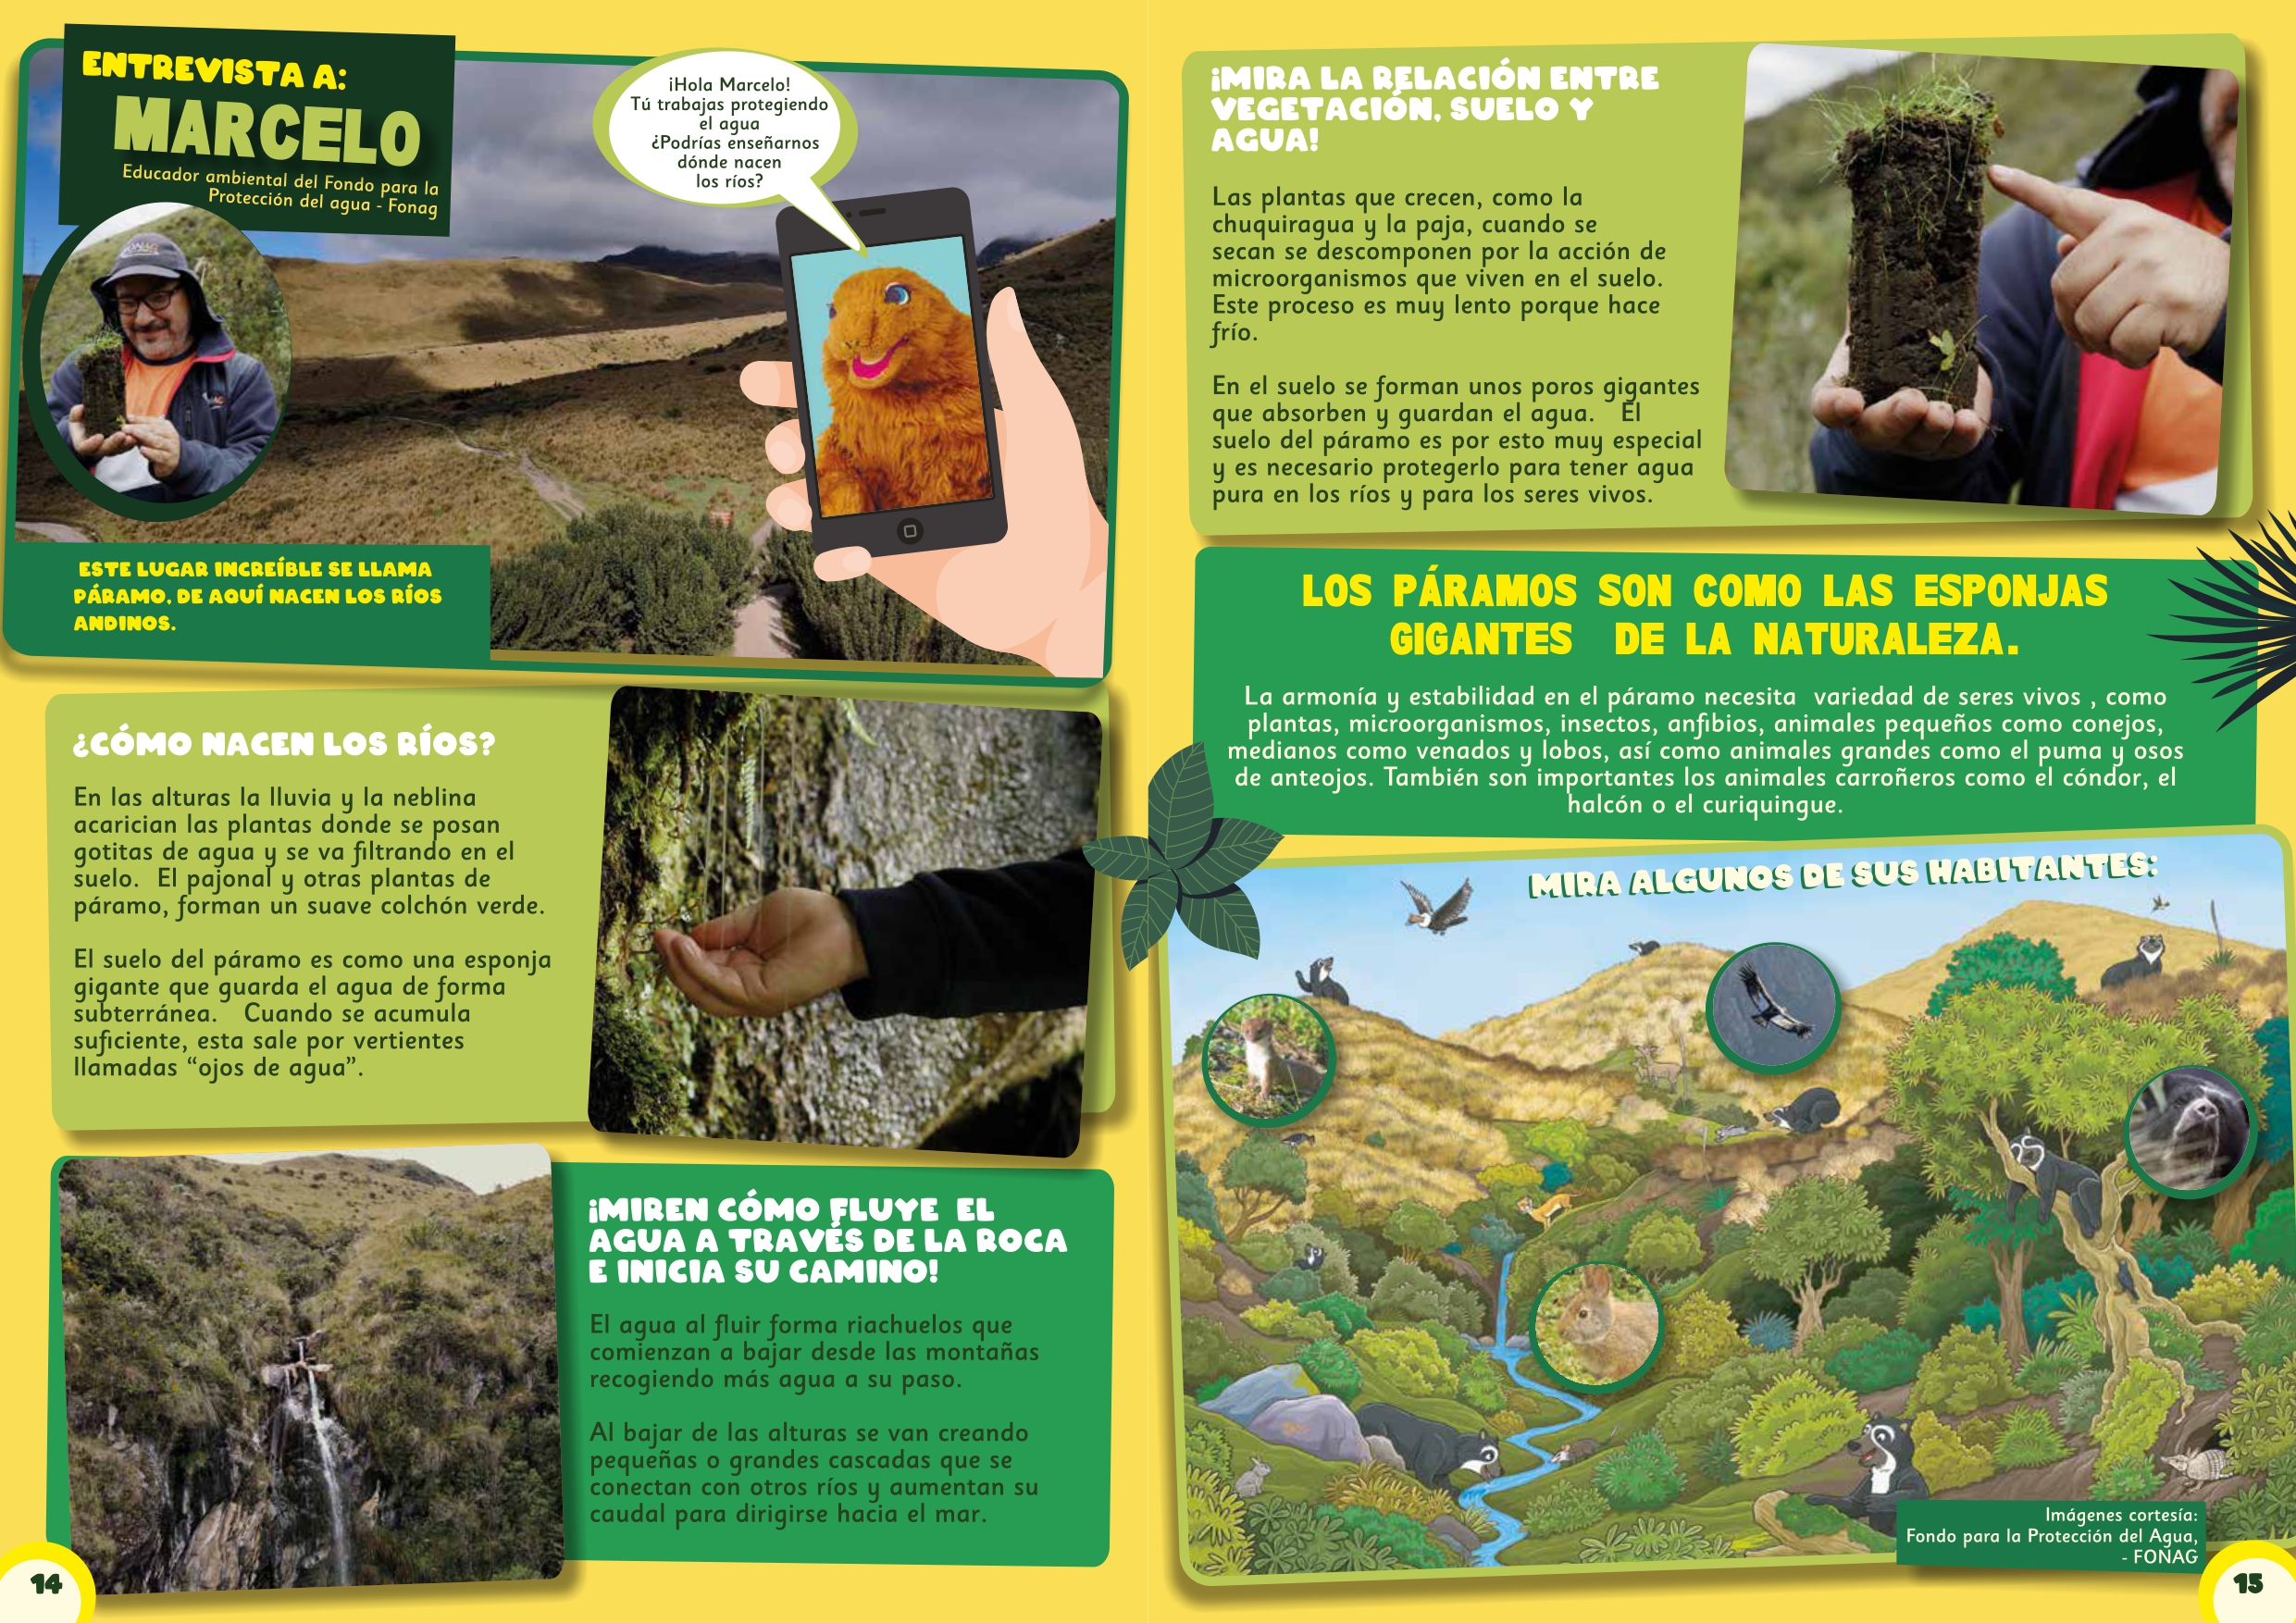 ENTREVISTA A:
MARCELO
Educador ambiental del Fondo para la
Protección del agua - Fonag
¡Hola Marcelo!
Tú trabajas protegiendo
el agua
¿Podrías enseñarnos
dónde nacen
los ríos?
ESTE LUGAR INCREÍBLE SE LLAMA
PÁRAMO, DE AQUÍ NACEN LOS RÍOS
ANDINOS.
¿CÓMO NACEN LOS RÍOS?
En las alturas la lluvia y la neblina
acarician las plantas donde se posan
gotitas de agua y se va filtrando en el
suelo. El pajonal y otras plantas de
páramo, forman un suave colchón verde.
El suelo del páramo es como una esponja
gigante que guarda el agua de forma
subterránea. Cuando se acumula
suficiente, esta sale por vertientes
llamadas “ojos de agua”.
¡MIREN CÓMO FLUYE EL
AGUA A TRAVÉS DE LA ROCA
E INICIA SU CAMINO!
El agua al fluir forma riachuelos que
comienzan a bajar desde las montañas
recogiendo más agua a su paso.
Al bajar de las alturas se van creando
pequeñas o grandes cascadas que se
conectan con otros ríos y aumentan su
caudal para dirigirse hacia el mar.
14
¡MIRA LA RELACIÓN ENTRE
VEGETACIÓN, SUELO Y
AGUA!
Las plantas que crecen, como la
chuquiragua y la paja, cuando se
secan se descomponen por la acción de
microorganismos que viven en el suelo.
Este proceso es muy lento porque hace
frío.
En el suelo se forman unos poros gigantes
que absorben y guardan el agua. El
suelo del páramo es por esto muy especial
y es necesario protegerlo para tener agua
pura en los ríos y para los seres vivos.
LOS PÁRAMOS SON COMO LAS ESPONJAS
GIGANTES DE LA NATURALEZA.
La armonía y estabilidad en el páramo necesita variedad de seres vivos , como
plantas, microorganismos, insectos, anfibios, animales pequeños como conejos,
medianos como venados y lobos, así como animales grandes como el puma y osos
de anteojos. También son importantes los animales carroñeros como el cóndor, el
halcón o el curiquingue.
MIRA ALGUNOS DE SUS HABITANTES:
Imágenes cortesía:
Fondo para la Protección del Agua,
- FONAG
15